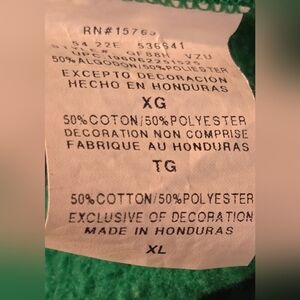 RN#15763
54.22E 536641
50%ALGODON/50%POLIESTER
EXCEPTO DECORACION
HECHO EN HONDURAS
XG
50%COTON/50%POLYESTER
DECORATION NON COMPRISE
FABRIQUE AU HONDURAS
TG
50%COTTON/50%POLYESTER
EXCLUSIVE OF DECORATION
MADE IN HONDURAS
XL